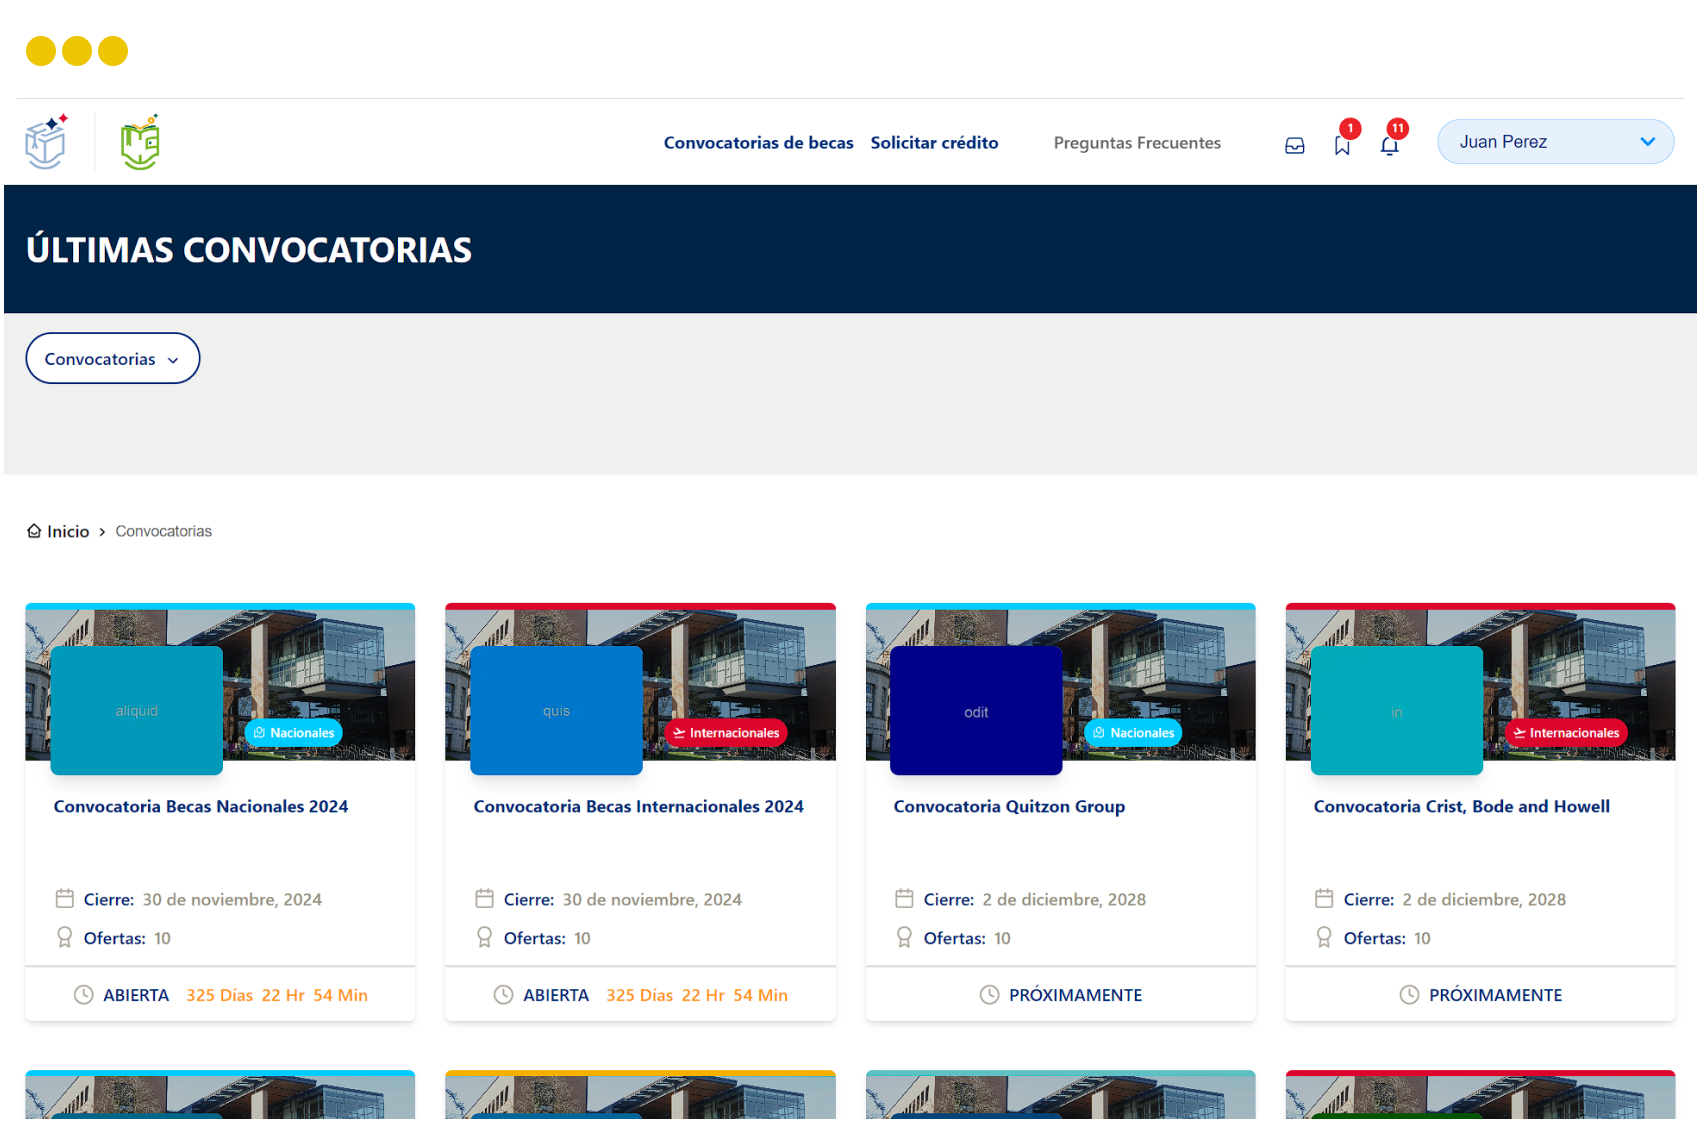 Convocatorias de becas Solicitar crédito Preguntas Frecuentes 1 11 Juan Perez
ÚLTIMAS CONVOCATORIAS
Convocatorias
Inicio > Convocatorias
aliquid
Nacionales
Convocatoria Becas Nacionales 2024
Cierre: 30 de noviembre, 2024
Ofertas: 10
ABIERTA 325 Días 22 Hr 54 Min
quis
Internacionales
Convocatoria Becas Internacionales 2024
Cierre: 30 de noviembre, 2024
Ofertas: 10
ABIERTA 325 Días 22 Hr 54 Min
odit
Nacionales
Convocatoria Quitzon Group
Cierre: 2 de diciembre, 2028
Ofertas: 10
PRÓXIMAMENTE
in
Internacionales
Convocatoria Crist, Bode and Howell
Cierre: 2 de diciembre, 2028
Ofertas: 10
PRÓXIMAMENTE